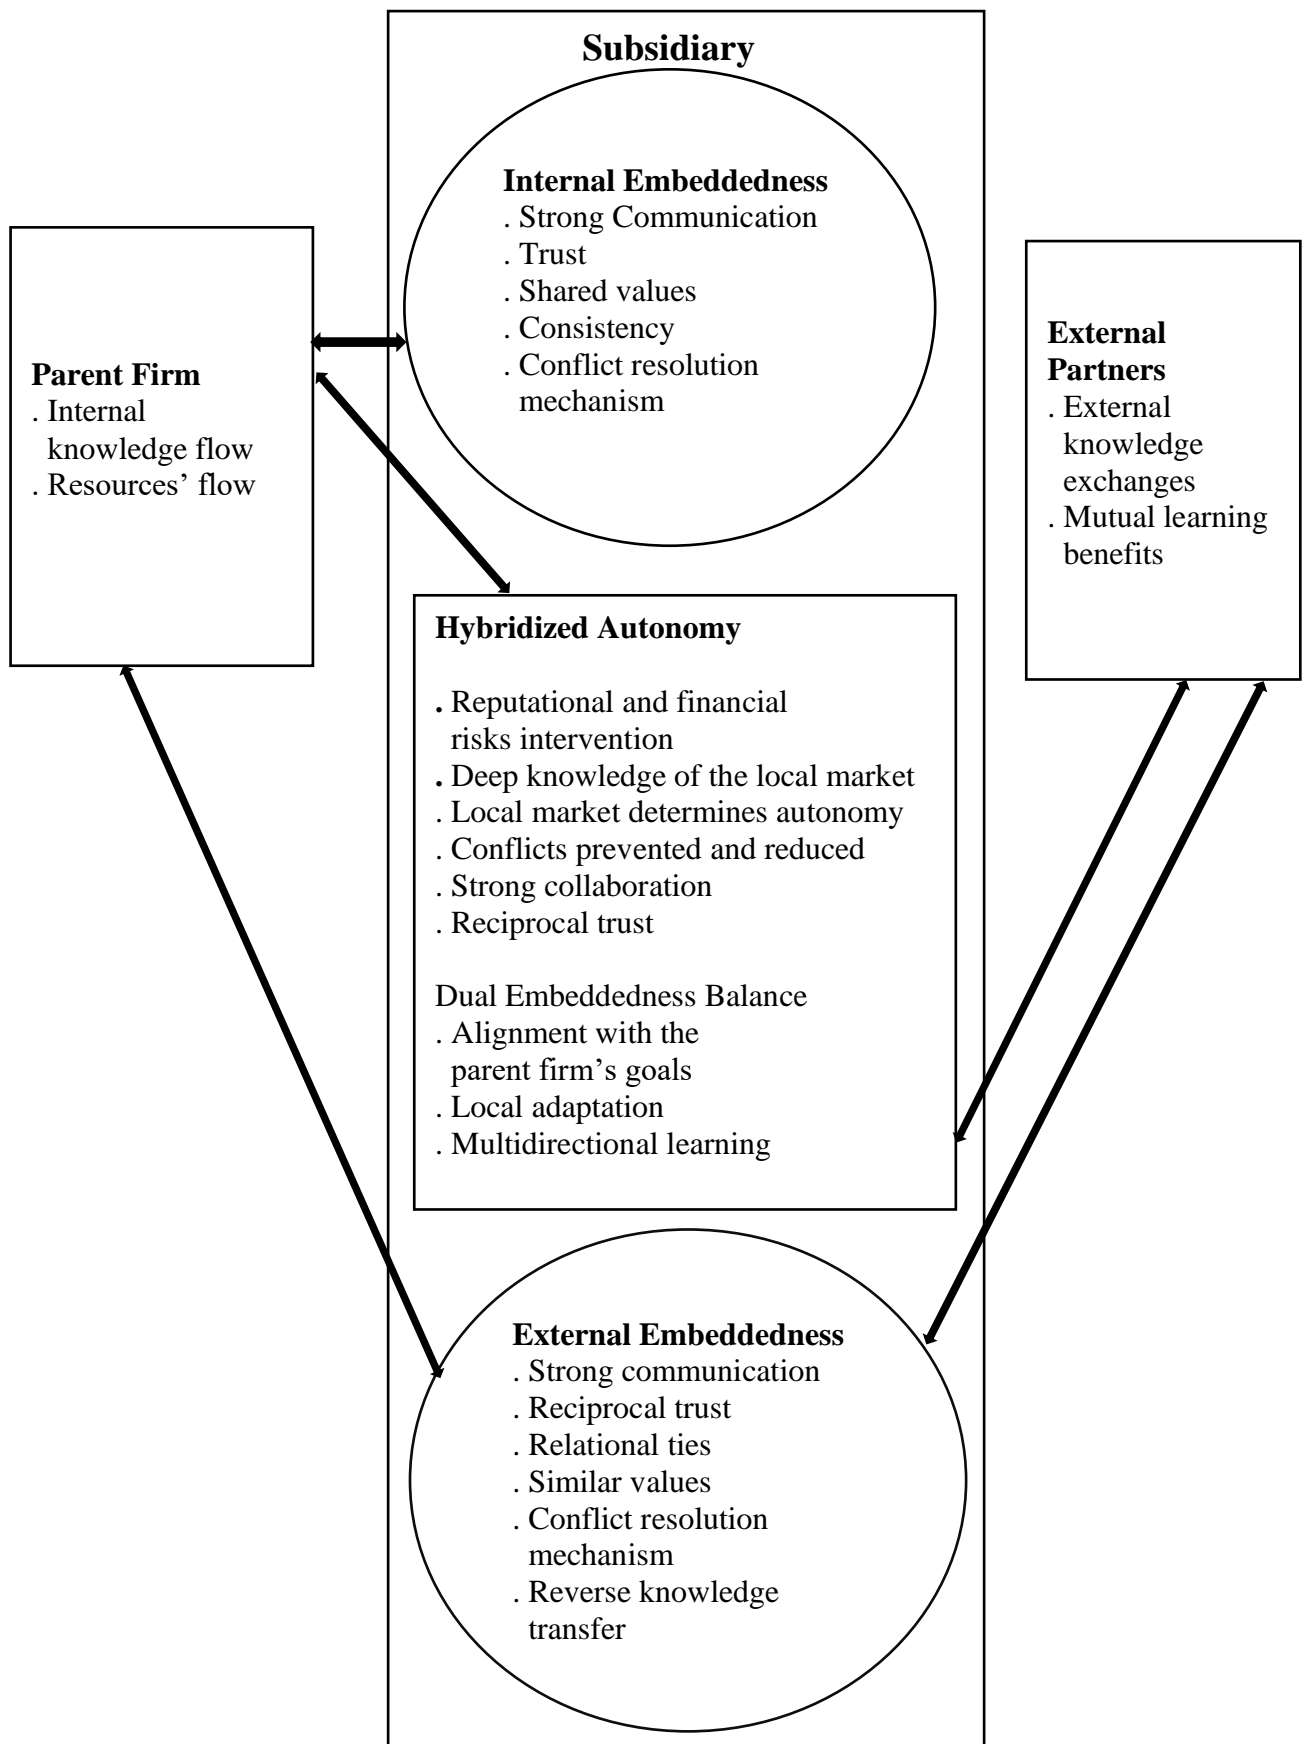 Subsidiary
Internal Embeddedness
. Strong Communication
. Trust
. Shared values
. Consistency
. Conflict resolution
mechanism
Parent Firm
. Internal
knowledge flow
. Resources’ flow
External
Partners
. External
knowledge
exchanges
. Mutual learning
benefits
Hybridized Autonomy
. Reputational and financial
risks intervention
. Deep knowledge of the local market
. Local market determines autonomy
. Conflicts prevented and reduced
. Strong collaboration
. Reciprocal trust
Dual Embeddedness Balance
. Alignment with the
parent firm’s goals
. Local adaptation
. Multidirectional learning
External Embeddedness
. Strong communication
. Reciprocal trust
. Relational ties
. Similar values
. Conflict resolution
mechanism
. Reverse knowledge
transfer